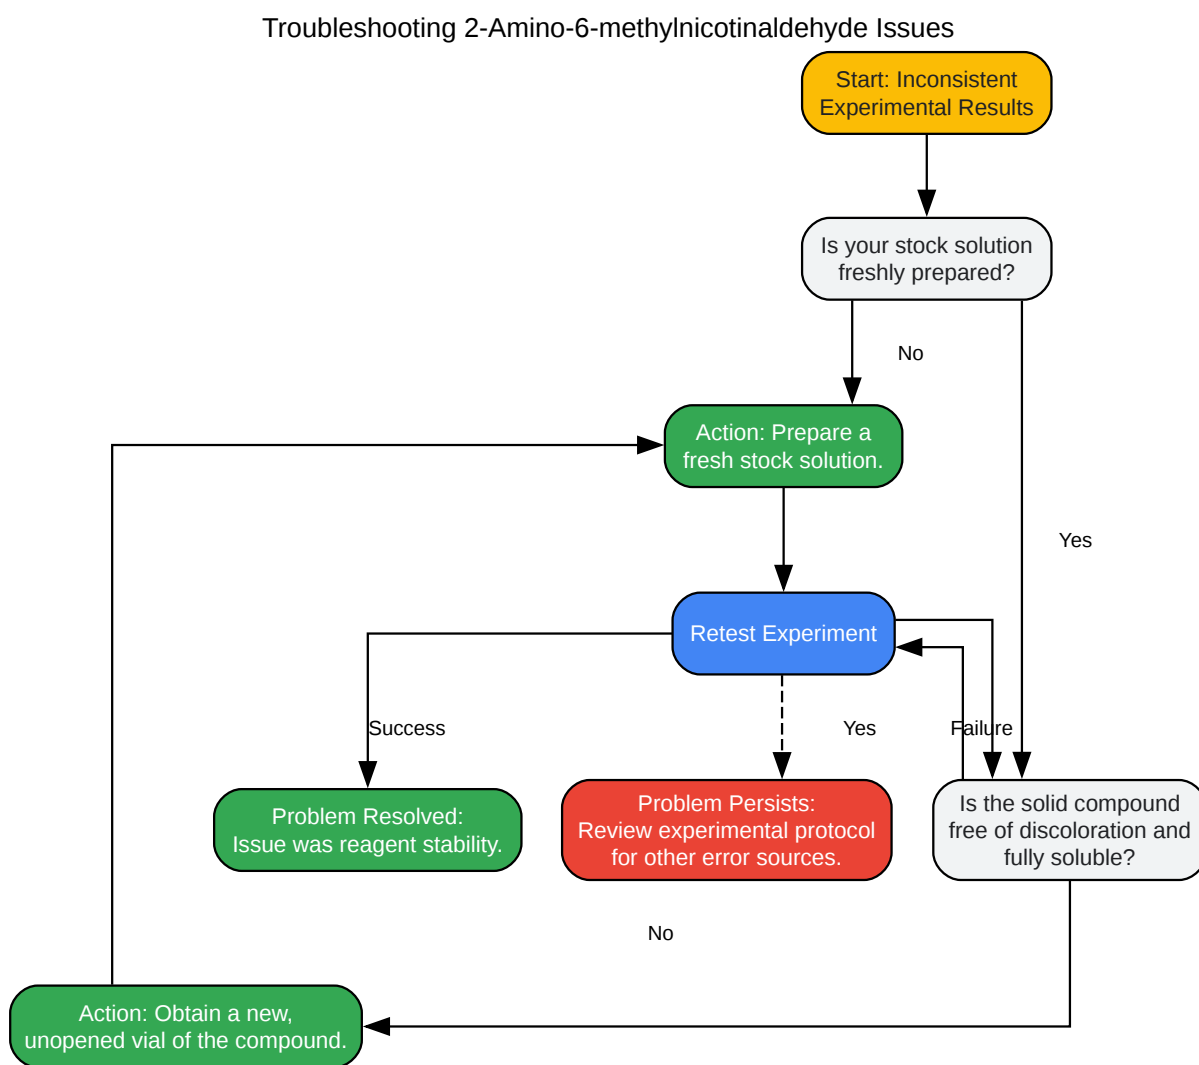 Troubleshooting 2-Amino-6-methylnicotinaldehyde Issues
Start: Inconsistent
Experimental Results
Is your stock solution
freshly prepared?
No
Action: Prepare a
fresh stock solution.
Yes
Retest Experiment
Success
Yes
Failure
Problem Resolved:
Issue was reagent stability.
Problem Persists:
Review experimental protocol
for other error sources.
Is the solid compound
free of discoloration and
fully soluble?
No
Action: Obtain a new,
unopened vial of the compound.